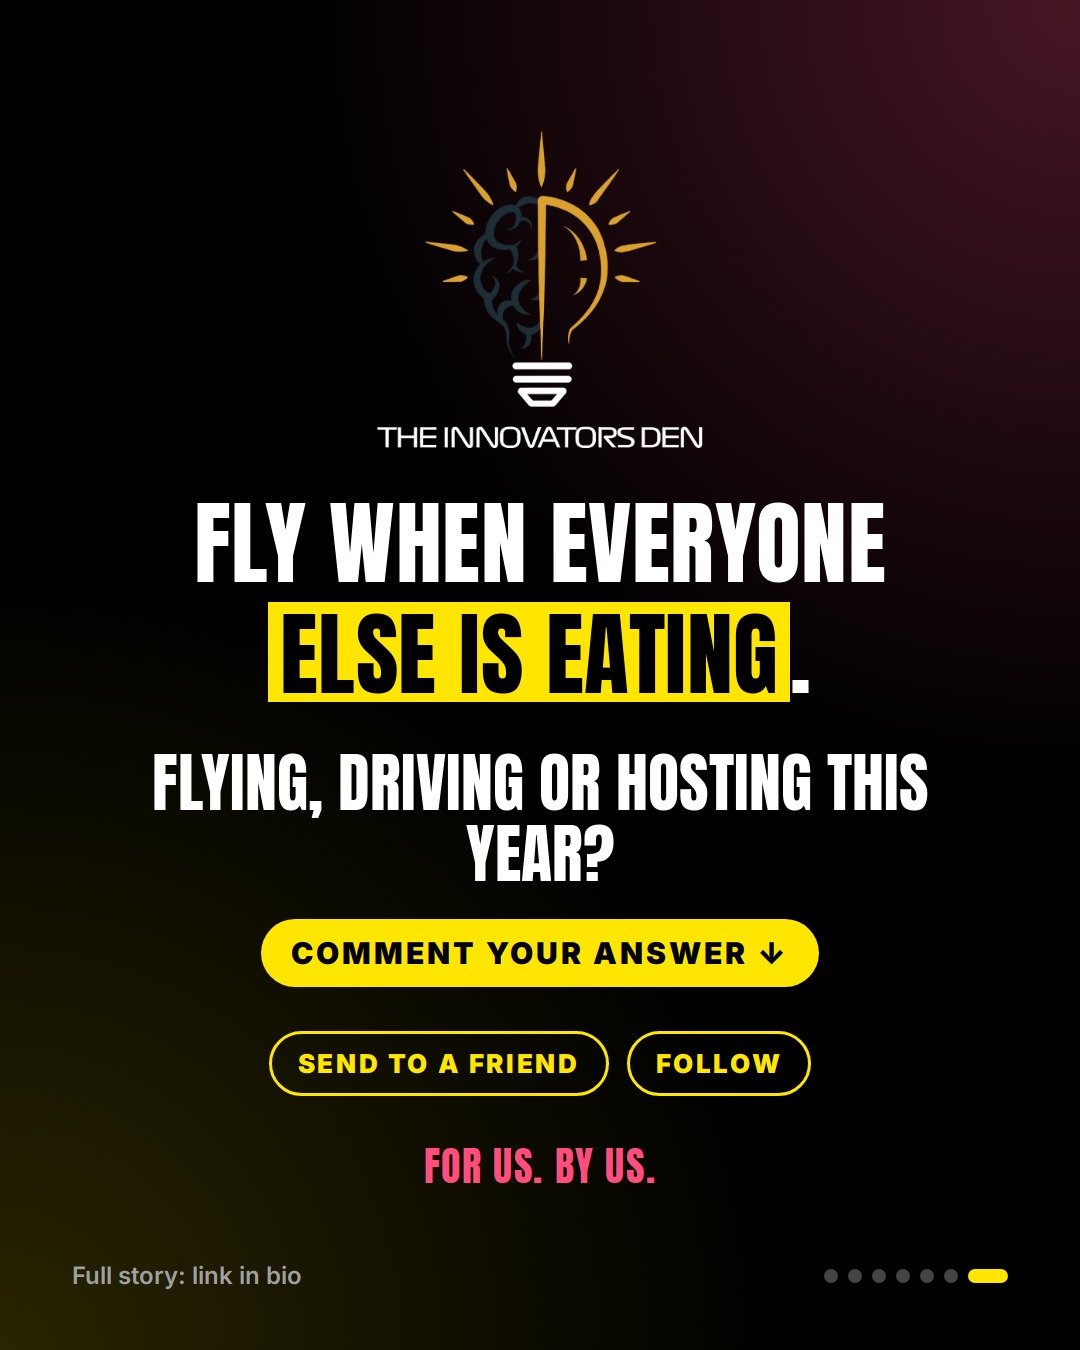 THE INNOVATORS DEN
FLY WHEN EVERYONE
ELSE IS EATING.
FLYING, DRIVING OR HOSTING THIS
YEAR?
COMMENT YOUR ANSWER ↓
SEND TO A FRIEND
FOLLOW
FOR US. BY US.
Full story: link in bio